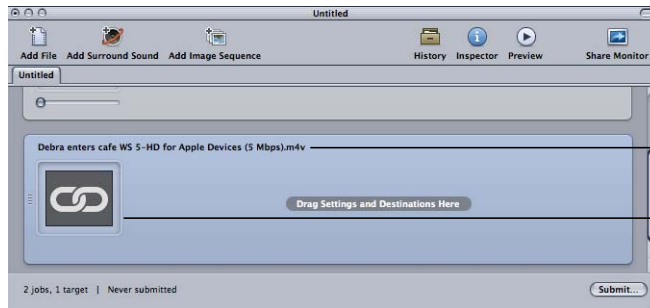 Untitled
Add File Add Surround Sound Add Image Sequence History Inspector Preview Share Monitor
Untitled
Debra enters cafe WS 5-HD for Apple Devices (5 Mbps).m4v
Drag Settings and Destinations Here
2 jobs, 1 target | Never submitted Submit...